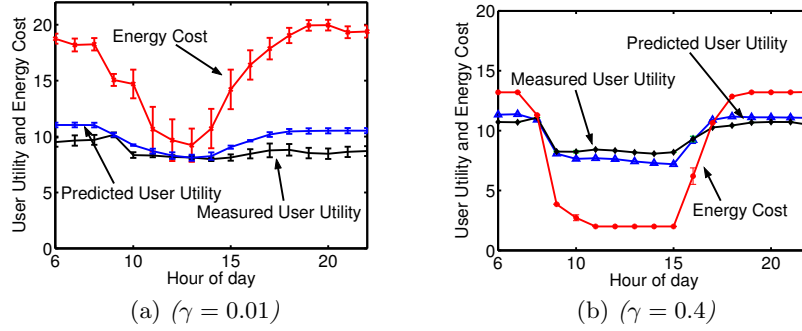 User Utility and Energy Cost
20
15
10
5
0
6
10
15
20
Hour of day
Energy Cost
Predicted User Utility
Measured User Utility
(a) (γ = 0.01)
User Utility and Energy Cost
20
15
10
5
0
6
10
15
20
Hour of day
Predicted User Utility
Measured User Utility
Energy Cost
(b) (γ = 0.4)